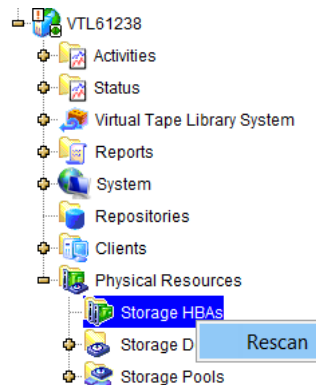 VTL61238
Activities
Status
Virtual Tape Library System
Reports
System
Repositories
Clients
Physical Resources
Storage HBAs
Storage D
Rescan
Storage Pools